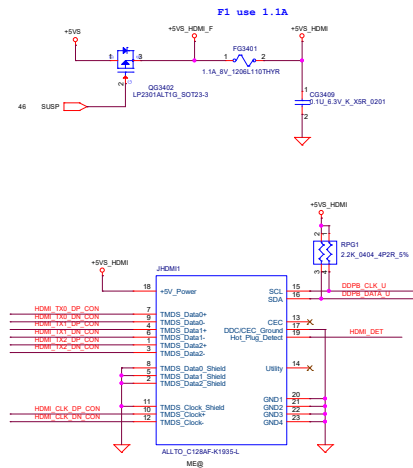 F1 use 1.1A
+5VS
+5VS_HDMI_F
+5VS_HDMI
FG3401
1 2
1.1A_8V_1206L110THYR
3
2
QG3402
LP2301ALT1G_SOT23-3
46 SUSP
1
CG3409
0.1U_6.3V_K_X5R_0201
2
+5VS_HDMI
2 1
RPG1
2.2K_0404_4P2R_5%
3 4
+5VS_HDMI
JHDMI1
18 +5V_Power
SCL 15 DDPB_CLK_U
SDA 16 DDPB_DATA_U
HDMI_TX0_DP_CON 7 TMDS_Data0+
HDMI_TX0_DN_CON 9 TMDS_Data0-
HDMI_TX1_DP_CON 4 TMDS_Data1+
HDMI_TX1_DN_CON 6 TMDS_Data1-
HDMI_TX2_DP_CON 1 TMDS_Data2+
HDMI_TX2_DN_CON 3 TMDS_Data2-
CEC 13
DDC/CEC_Ground 17
Hot_Plug_Detect 19 HDMI_DET
8 TMDS_Data0_Shield
5 TMDS_Data1_Shield
2 TMDS_Data2_Shield
Utility 14
11 TMDS_Clock_Shield
HDMI_CLK_DP_CON 10 TMDS_Clock+
HDMI_CLK_DN_CON 12 TMDS_Clock-
GND1 20
GND2 21
GND3 22
GND4 23
ALLTO_C128AF-K1935-L
ME@